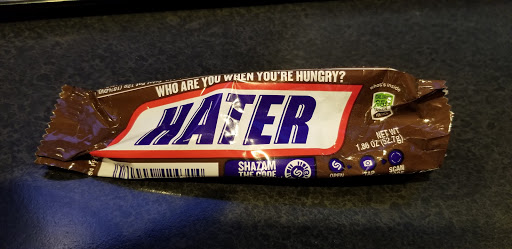 WHO ARE YOU WHEN YOU'RE HUNGRY?
HATER
NET WT
1.86 OZ (52.7g)
SHAZAM
THE CODE
OPEN
TAP
SCAN